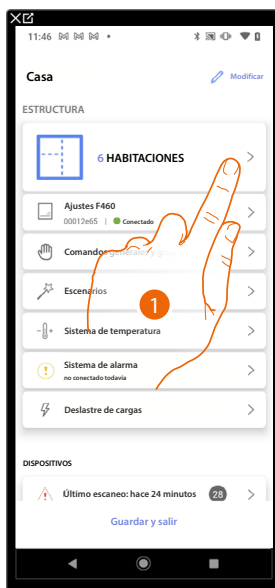 11:46
Casa
Modificar
ESTRUCTURA
6 HABITACIONES
Ajustes F460
00012e65 | Conectado
Comandos generales y
Escenarios
1
Sistema de temperatura
Sistema de alarma
no conectado todavía
Deslastre de cargas
DISPOSITIVOS
Último escaneo: hace 24 minutos 28
Guardar y salir